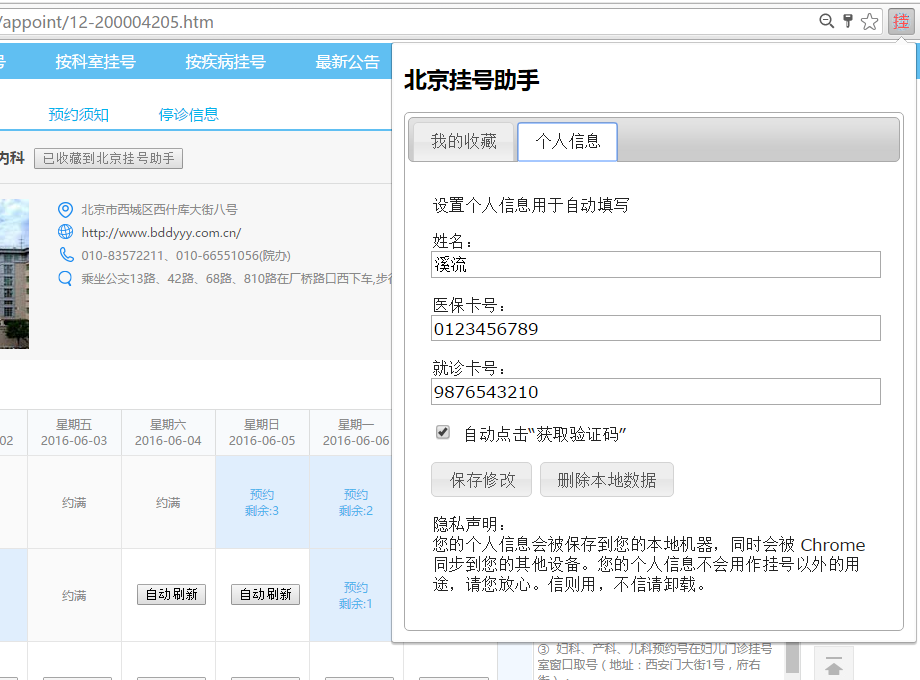 /appoint/12-200004205.htm
挂
号
按科室挂号
按疾病挂号
最新公告
预约须知
停诊信息
内科
已收藏到北京挂号助手
北京市西城区西什库大街八号
http://www.bddyyy.com.cn/
010-83572211、010-66551056(院办)
乘坐公交13路、42路、68路、810路在厂桥路口西下车,步行
星期五
星期六
星期日
星期一
02
2016-06-03
2016-06-04
2016-06-05
2016-06-06
约满
约满
预约
剩余:3
预约
剩余:2
约满
自动刷新
自动刷新
预约
剩余:1
北京挂号助手
我的收藏
个人信息
设置个人信息用于自动填写
姓名:
溪流
医保卡号:
0123456789
就诊卡号:
9876543210
自动点击“获取验证码”
保存修改
删除本地数据
隐私声明:
您的个人信息会被保存到您的本地机器，同时会被 Chrome
同步到您的其他设备。您的个人信息不会用作挂号以外的用
途，请您放心。信则用，不信请卸载。
③ 妇科、产科、儿科预约号在妇儿门诊挂号
室窗口取号（地址：西安门大街1号，府右